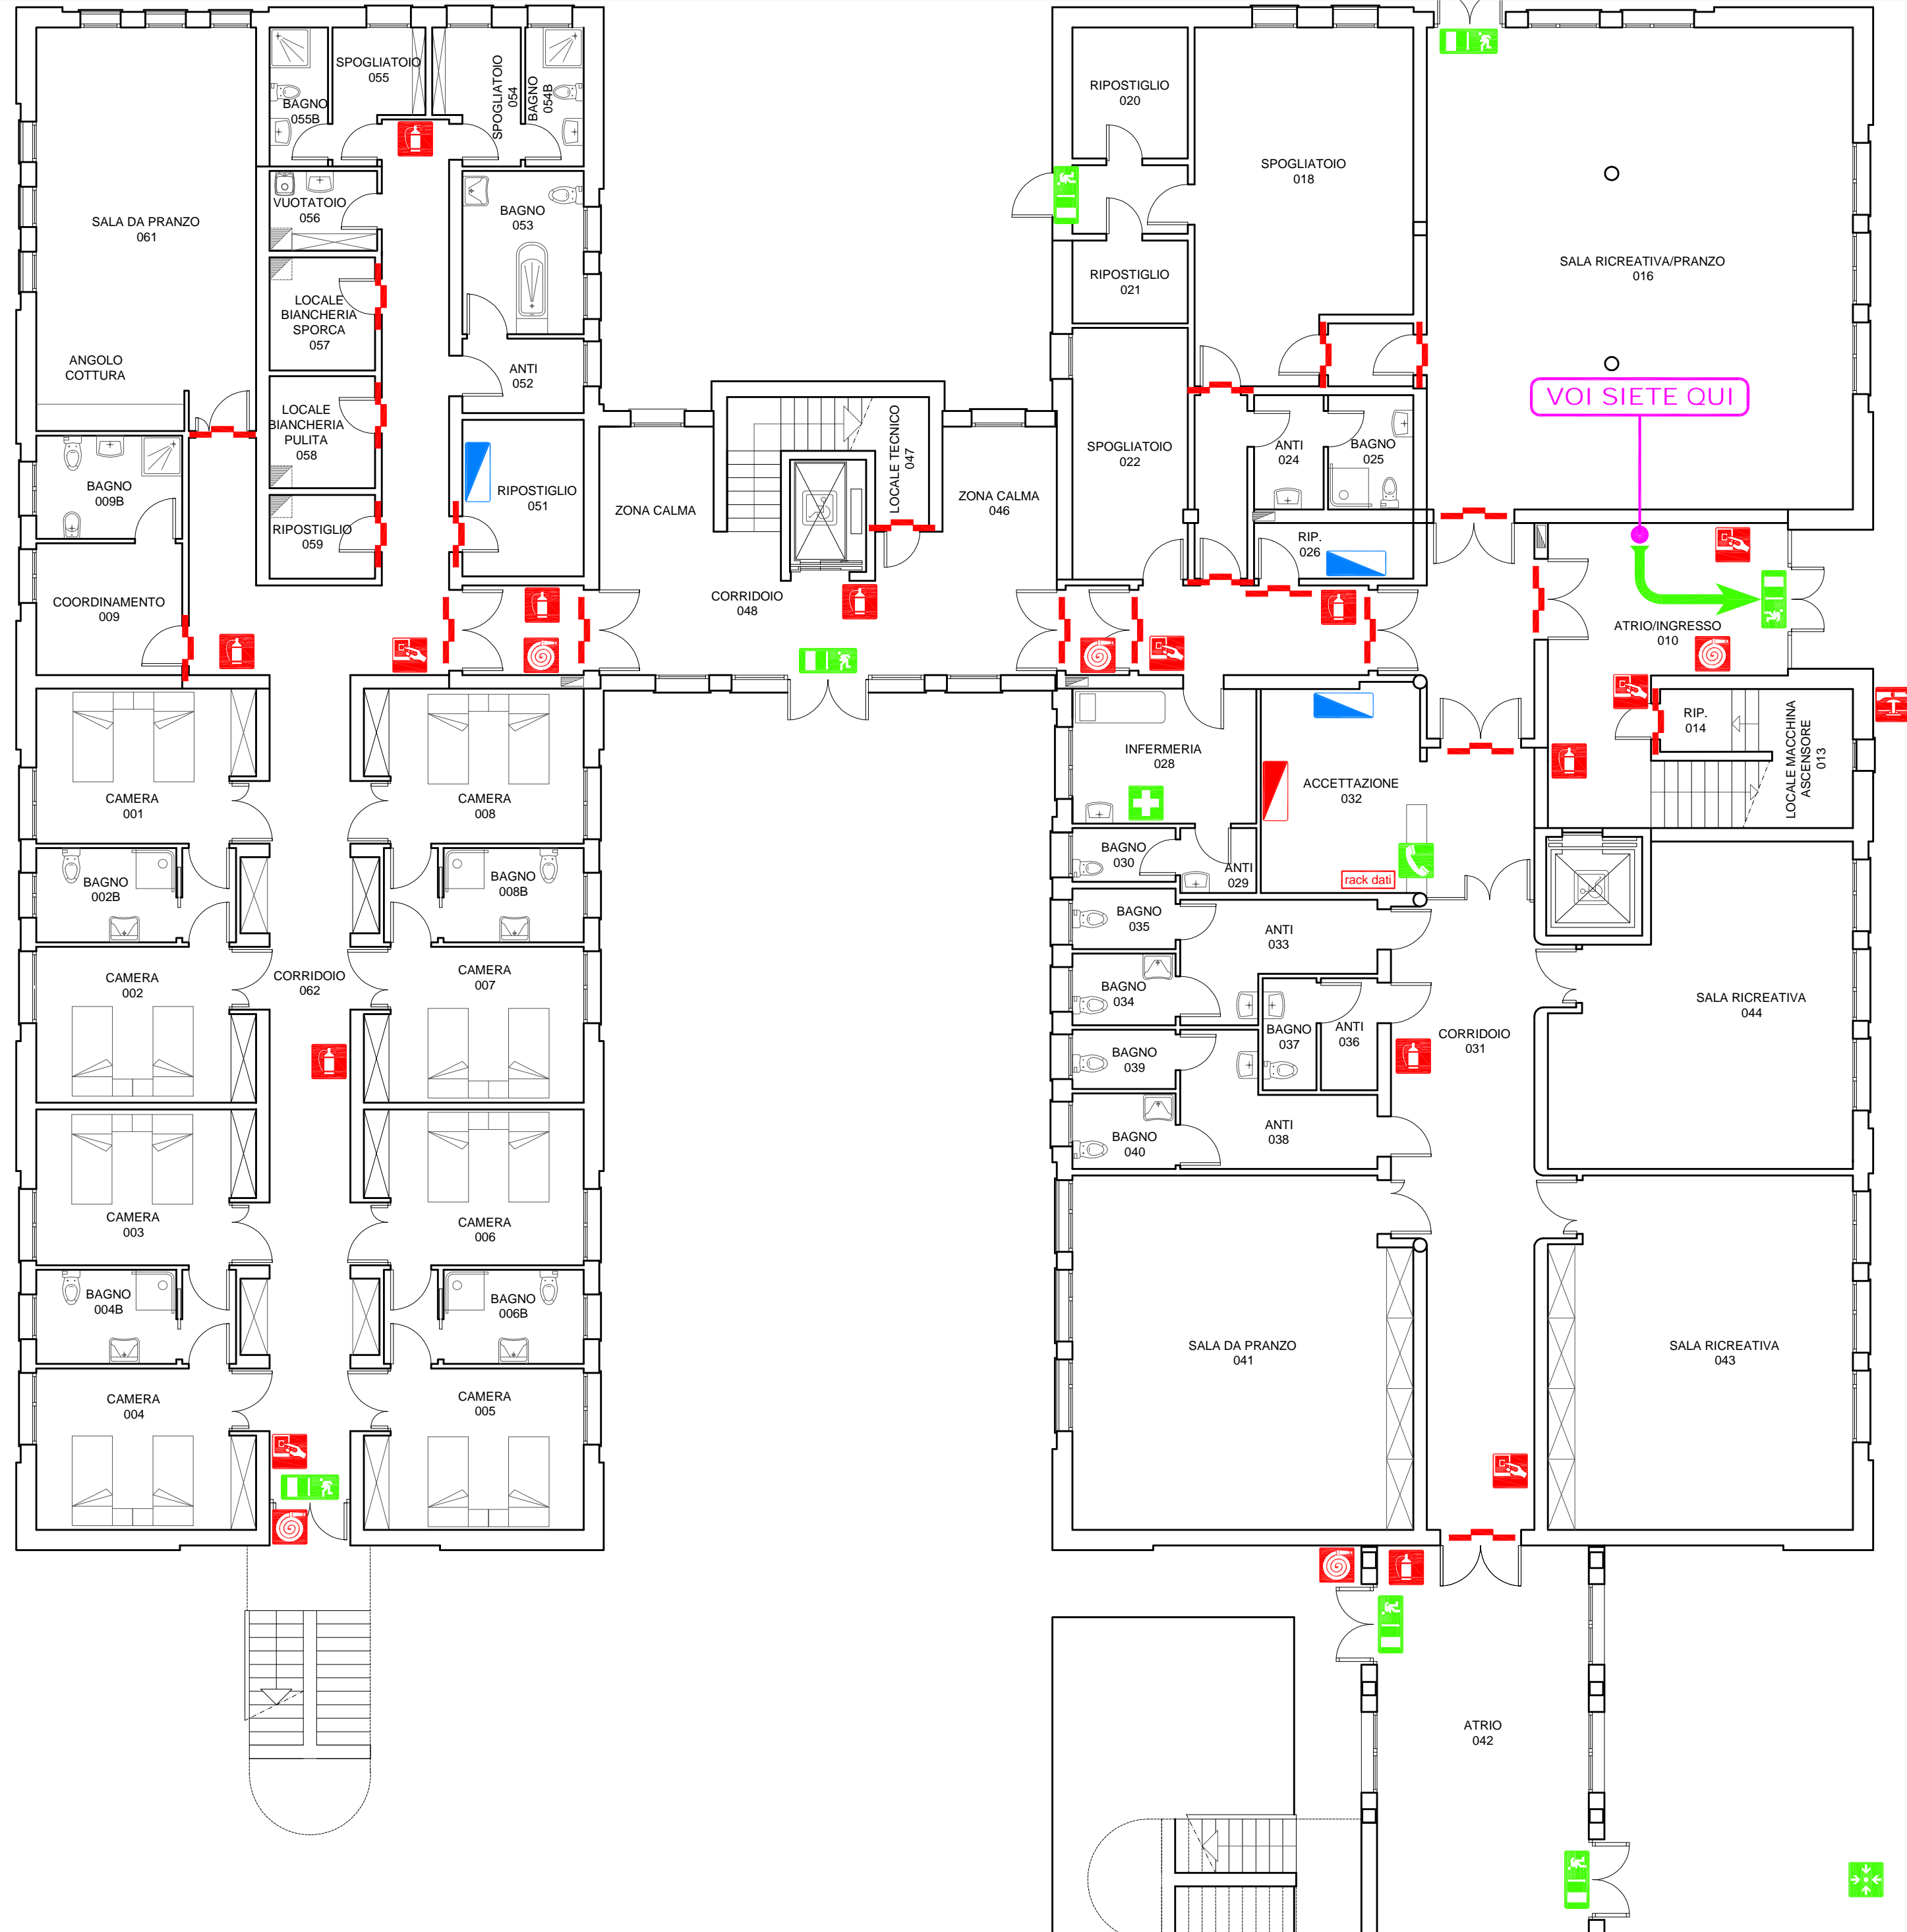 SPOGLIATOIO
055
SPOGLIATOIO
054
BAGNO
054B
BAGNO
055B
VUOTATOIO
056
BAGNO
053
SALA DA PRANZO
061
LOCALE
BIANCHERIA
SPORCA
057
ANGOLO
COTTURA
ANTI
052
LOCALE
BIANCHERIA
PULITA
058
BAGNO
009B
RIPOSTIGLIO
051
RIPOSTIGLIO
059
COORDINAMENTO
009
ZONA CALMA
LOCALE TECNICO
047
ZONA CALMA
046
CORRIDOIO
048
RIPOSTIGLIO
020
SPOGLIATOIO
018
RIPOSTIGLIO
021
SALA RICREATIVA/PRANZO
016
VOI SIETE QUI
SPOGLIATOIO
022
ANTI
024
BAGNO
025
RIP.
026
ATRIO/INGRESSO
010
RIP.
014
LOCALE MACCHINA
ASCENSORE
013
INFERMERIA
028
ACCETTAZIONE
032
rack dati
BAGNO
030
ANTI
029
BAGNO
035
ANTI
033
BAGNO
034
BAGNO
037
ANTI
036
CORRIDOIO
031
BAGNO
039
BAGNO
040
ANTI
038
SALA RICREATIVA
044
SALA DA PRANZO
041
SALA RICREATIVA
043
ATRIO
042
CAMERA
001
CAMERA
008
BAGNO
002B
BAGNO
008B
CAMERA
002
CORRIDOIO
062
CAMERA
007
CAMERA
003
CAMERA
006
BAGNO
004B
BAGNO
006B
CAMERA
004
CAMERA
005